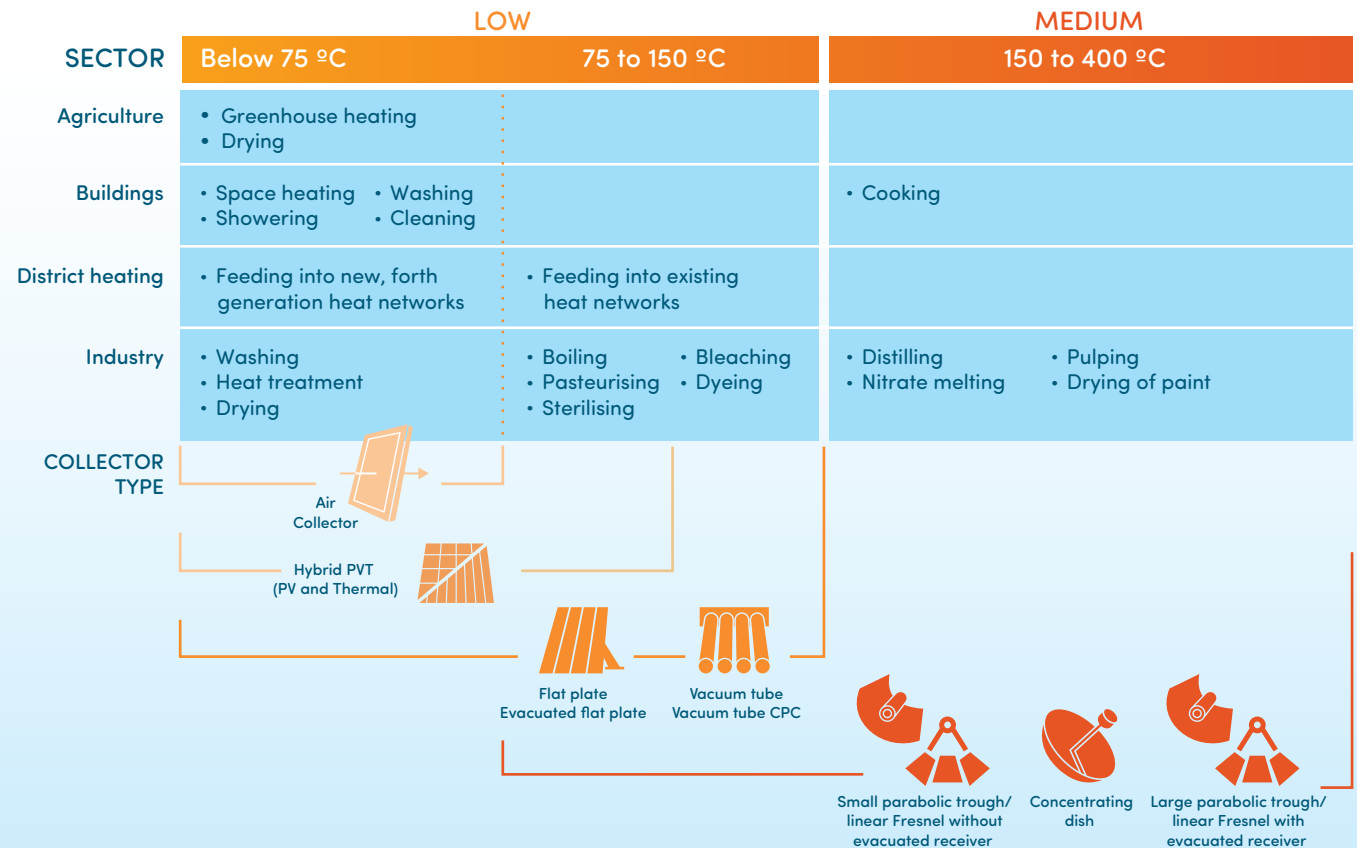 LOW
MEDIUM
SECTOR
Below 75 ºC
75 to 150 ºC
150 to 400 ºC
Agriculture
• Greenhouse heating
• Drying
Buildings
• Space heating
• Showering
• Washing
• Cleaning
• Cooking
District heating
• Feeding into new, forth
generation heat networks
• Feeding into existing
heat networks
Industry
• Washing
• Heat treatment
• Drying
• Boiling
• Pasteurising
• Sterilising
• Bleaching
• Dyeing
• Distilling
• Nitrate melting
• Pulping
• Drying of paint
COLLECTOR
TYPE
Air
Collector
Hybrid PVT
(PV and Thermal)
Flat plate
Evacuated flat plate
Vacuum tube
Vacuum tube CPC
Small parabolic trough/
linear Fresnel without
evacuated receiver
Concentrating
dish
Large parabolic trough/
linear Fresnel with
evacuated receiver